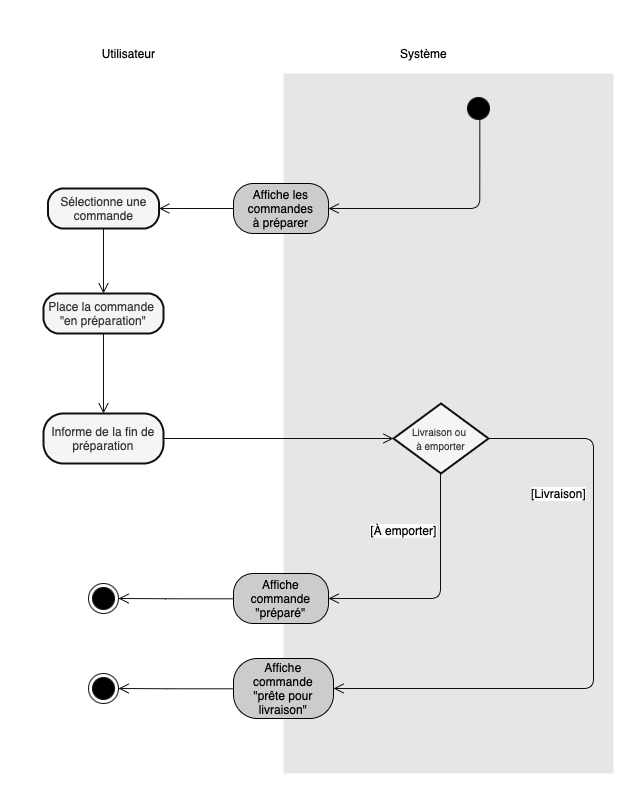 Utilisateur
Système
Affiche les
commandes
à préparer
Sélectionne une
commande
Place la commande
"en préparation"
Informe de la fin de
préparation
Livraison ou
à emporter
[Livraison]
[À emporter]
Affiche
commande
"préparé"
Affiche
commande
"prête pour
livraison"